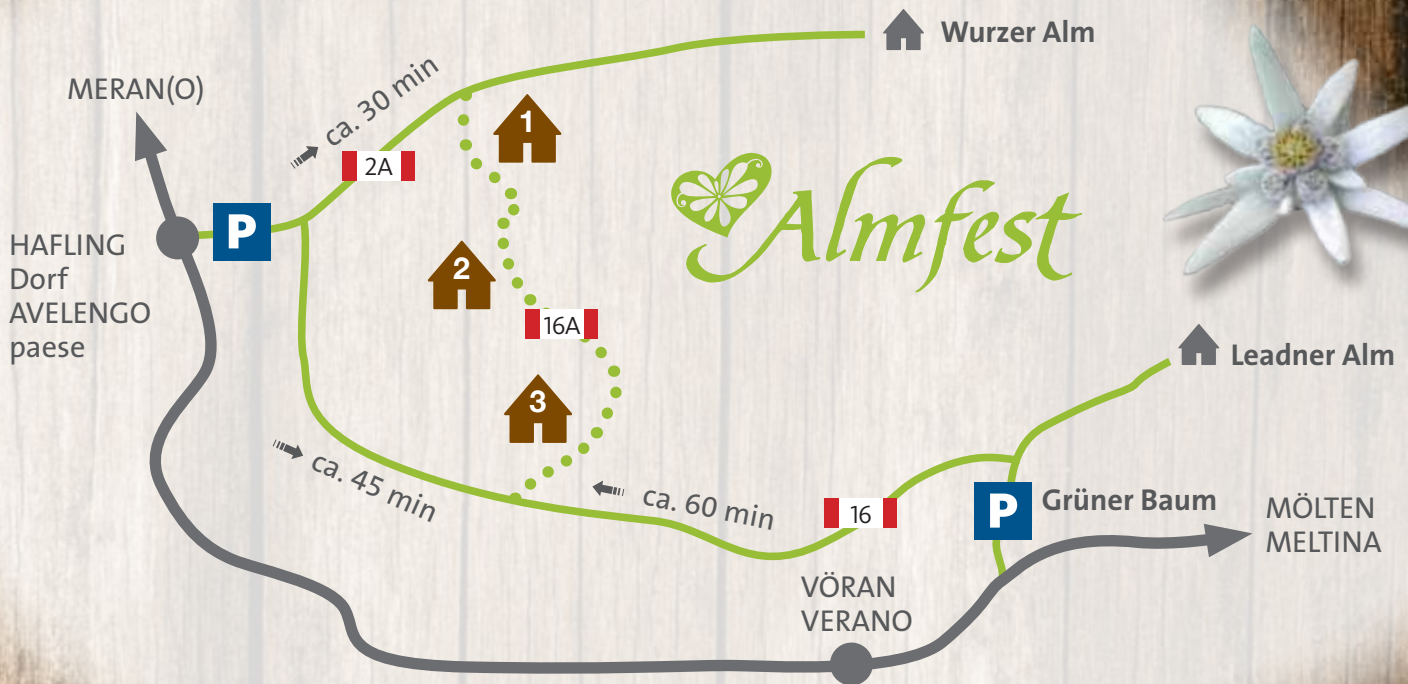 Wurzer Alm
MERAN(O)
ca. 30 min
1
2A
Almfest
P
HAFLING
Dorf
AVELENGO
paese
2
16A
Leadner Alm
3
ca. 45 min
ca. 60 min
16
P
Grüner Baum
MÖLTEN
MELTINA
VÖRAN
VERANO